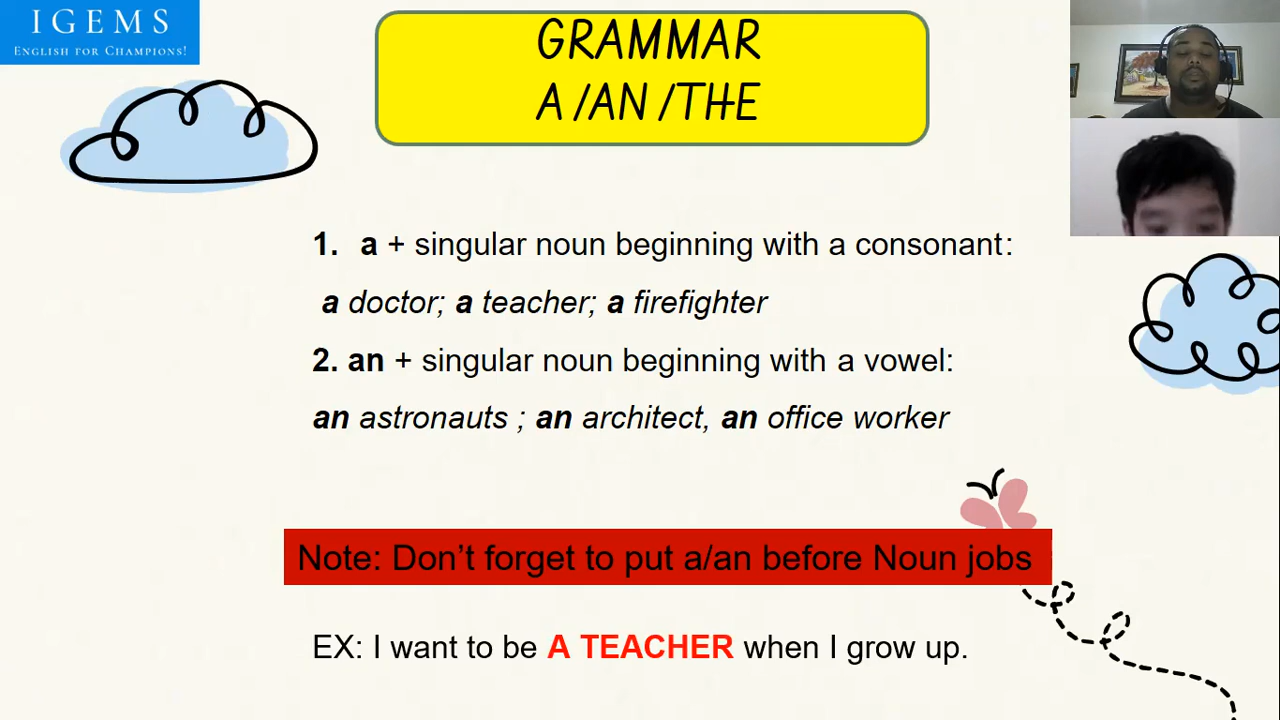 IGEMS
ENGLISH FOR CHAMPIONS!
GRAMMAR
A /AN /THE
1. a + singular noun beginning with a consonant:
a doctor; a teacher; a firefighter
2. an + singular noun beginning with a vowel:
an astronauts ; an architect, an office worker
Note: Don’t forget to put a/an before Noun jobs
EX: I want to be A TEACHER when I grow up.